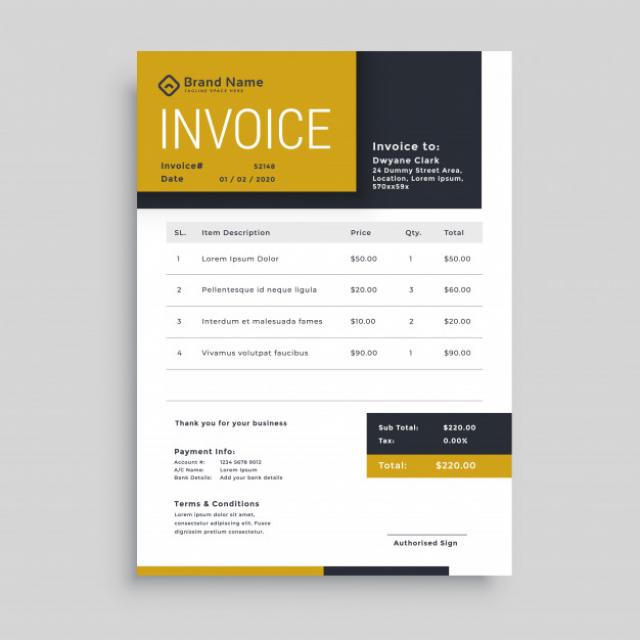 Brand Name
TAGLINE SPACE HERE
INVOICE
Invoice# 52148
Date 01 / 02 / 2020
Invoice to:
Dwyane Clark
24 Dummy Street Area,
Location, Lorem Ipsum,
570xx59x
SL. Item Description Price Qty. Total
1 Lorem Ipsum Dolor $50.00 1 $50.00
2 Pellentesque id neque ligula $20.00 3 $60.00
3 Interdum et malesuada fames $10.00 2 $20.00
4 Vivamus volutpat faucibus $90.00 1 $90.00
Thank you for your business
Sub Total: $220.00
Tax: 0.00%
Total: $220.00
Payment Info:
Account #: 1234 5678 9012
A/C Name: Lorem Ipsum
Bank Details: Add your bank details
Terms & Conditions
Lorem ipsum dolor sit amet,
consectetur adipiscing elit. Fusce
dignissim pretium consectetur.
Authorised Sign